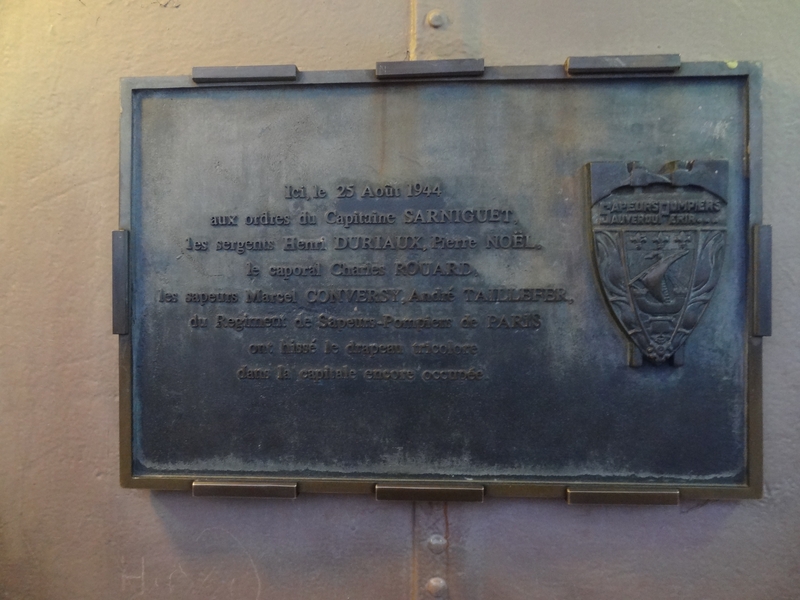 Ici, le 25 Août 1944
aux ordres du Capitaine SARNIGUET,
les sergents Henri DURIAUX, Pierre NOËL,
le caporal Charles ROUARD,
les sapeurs Marcel CONVERSY, André TAILLEFER,
du Regiment de Sapeurs-Pompiers de PARIS
ont hissé le drapeau tricolore
dans la capitale encore occupée.
SAPEURS POMPIERS